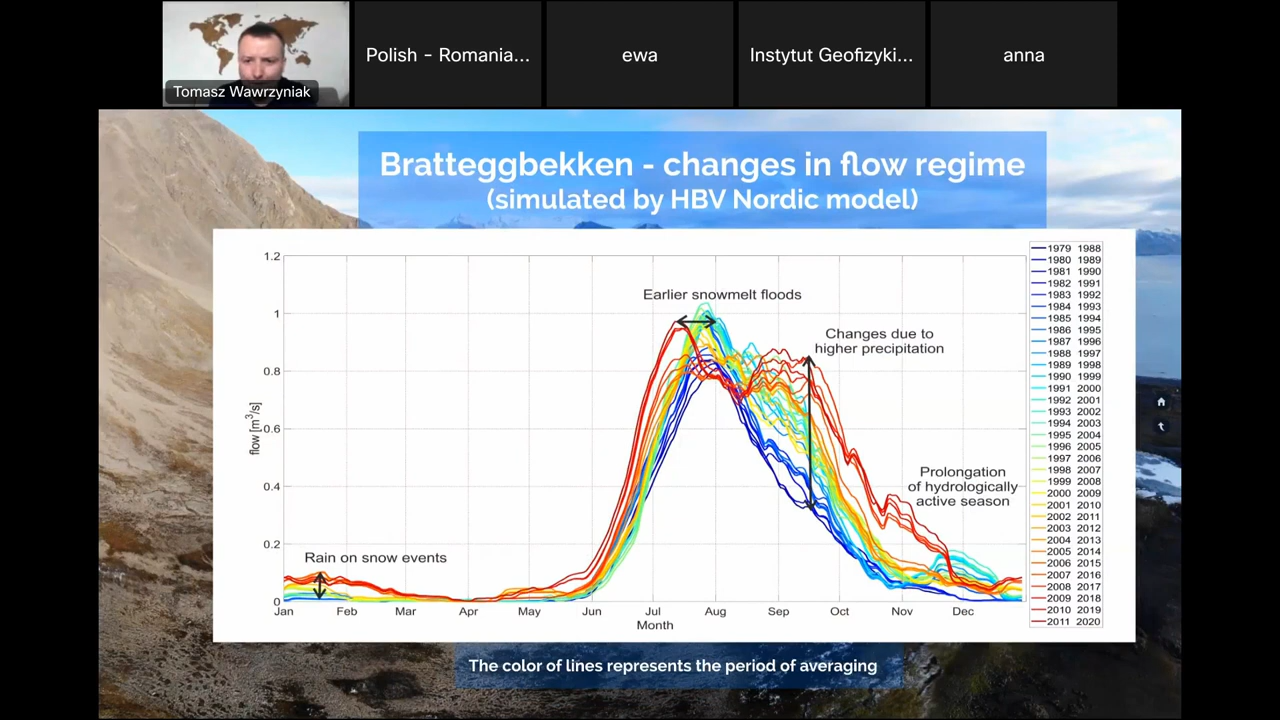 Polish - Romania...
ewa
Instytut Geofizyki...
anna
Tomasz Wawrzyniak
Bratteggbekken - changes in flow regime
(simulated by HBV Nordic model)
1.2
1
0.8
0.6
0.4
0.2
0
flow [m³/s]
Earlier snowmelt floods
Changes due to
higher precipitation
Prolongation
of hydrologically
active season
Rain on snow events
Jan Feb Mar Apr May Jun Jul Aug Sep Oct Nov Dec
Month
1979 1988
1980 1989
1981 1990
1982 1991
1983 1992
1984 1993
1985 1994
1986 1995
1987 1996
1988 1997
1989 1998
1990 1999
1991 2000
1992 2001
1993 2002
1994 2003
1995 2004
1996 2005
1997 2006
1998 2007
1999 2008
2000 2009
2001 2010
2002 2011
2003 2012
2004 2013
2005 2014
2006 2015
2007 2016
2008 2017
2009 2018
2010 2019
2011 2020
The color of lines represents the period of averaging